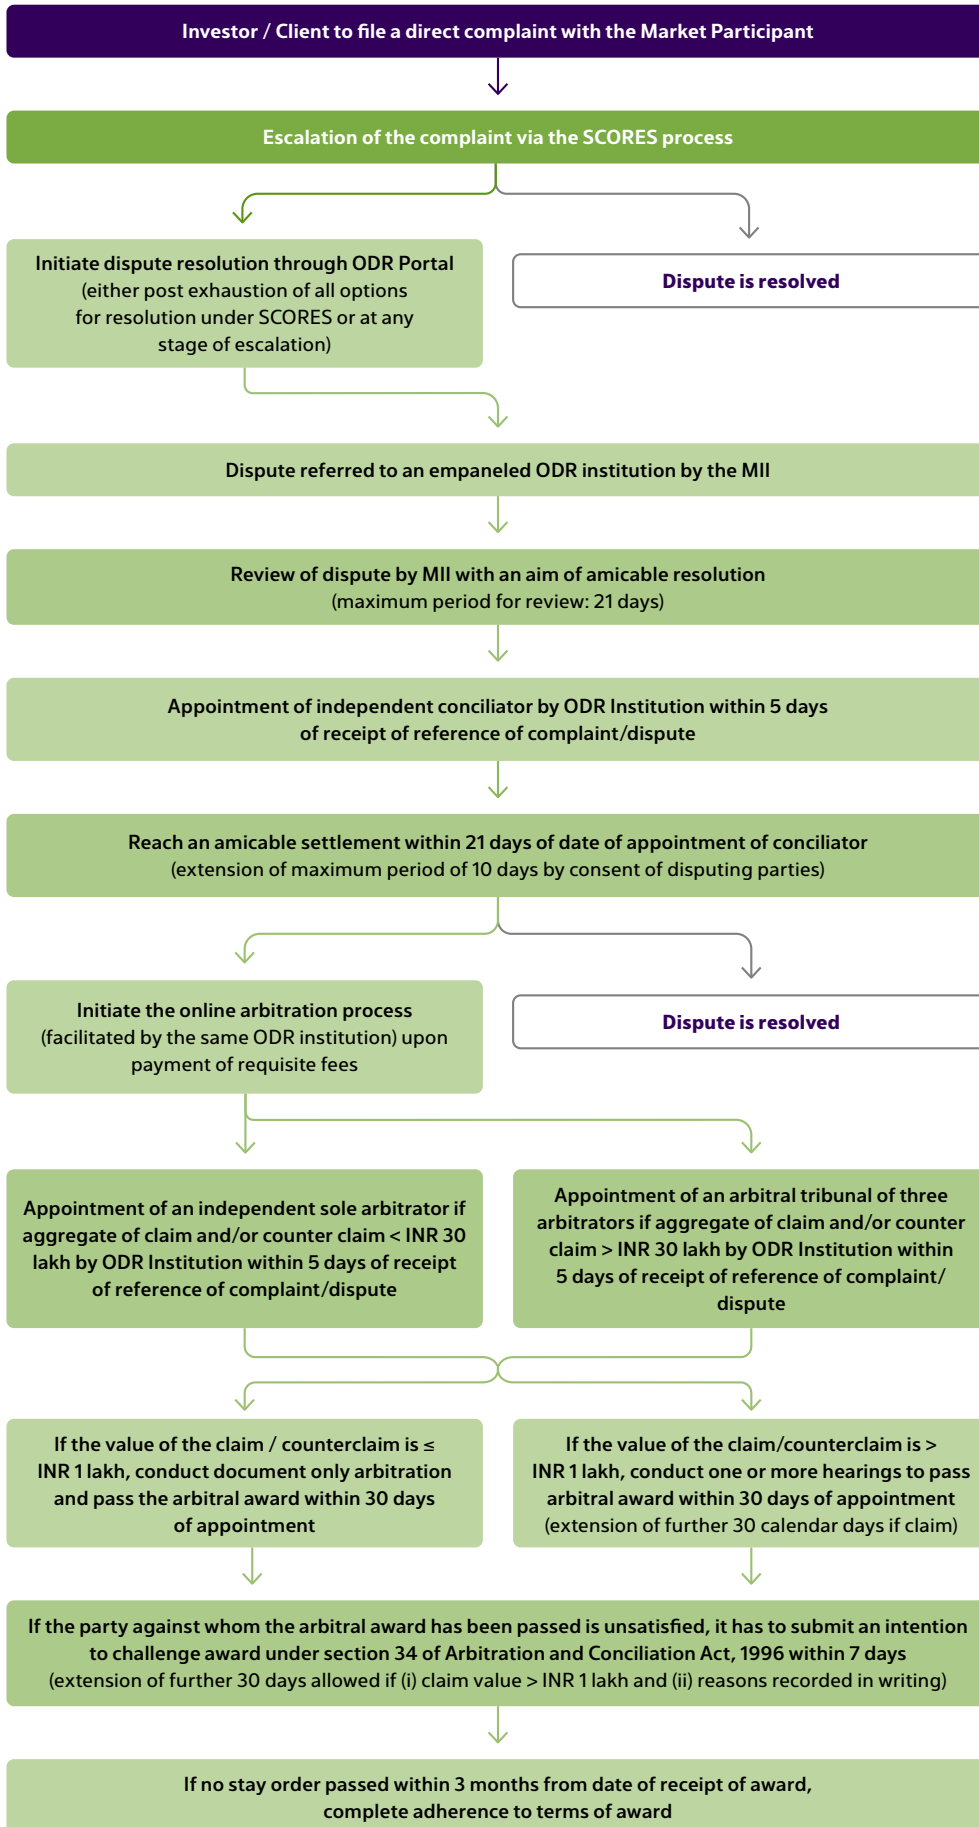 Investor / Client to file a direct complaint with the Market Participant
Escalation of the complaint via the SCORES process
Initiate dispute resolution through ODR Portal
(either post exhaustion of all options
for resolution under SCORES or at any
stage of escalation)
Dispute is resolved
Dispute referred to an empaneled ODR institution by the MII
Review of dispute by MII with an aim of amicable resolution
(maximum period for review: 21 days)
Appointment of independent conciliator by ODR Institution within 5 days
of receipt of reference of complaint/dispute
Reach an amicable settlement within 21 days of date of appointment of conciliator
(extension of maximum period of 10 days by consent of disputing parties)
Initiate the online arbitration process
(facilitated by the same ODR institution) upon
payment of requisite fees
Dispute is resolved
Appointment of an independent sole arbitrator if
aggregate of claim and/or counter claim < INR 30
lakh by ODR Institution within 5 days of receipt
of reference of complaint/dispute
Appointment of an arbitral tribunal of three
arbitrators if aggregate of claim and/or counter
claim > INR 30 lakh by ODR Institution within
5 days of receipt of reference of complaint/
dispute
If the value of the claim / counterclaim is ≤
INR 1 lakh, conduct document only arbitration
and pass the arbitral award within 30 days
of appointment
If the value of the claim/counterclaim is >
INR 1 lakh, conduct one or more hearings to pass
arbitral award within 30 days of appointment
(extension of further 30 calendar days if claim)
If the party against whom the arbitral award has been passed is unsatisfied, it has to submit an intention
to challenge award under section 34 of Arbitration and Conciliation Act, 1996 within 7 days
(extension of further 30 days allowed if (i) claim value > INR 1 lakh and (ii) reasons recorded in writing)
If no stay order passed within 3 months from date of receipt of award,
complete adherence to terms of award